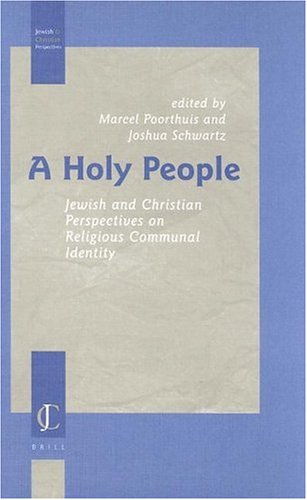 Jewish &
Christian
Perspectives
edited by
Marcel Poorthuis and
Joshua Schwartz
A Holy People
Jewish and Christian
Perspectives on
Religious Communal
Identity
JC
BRILL